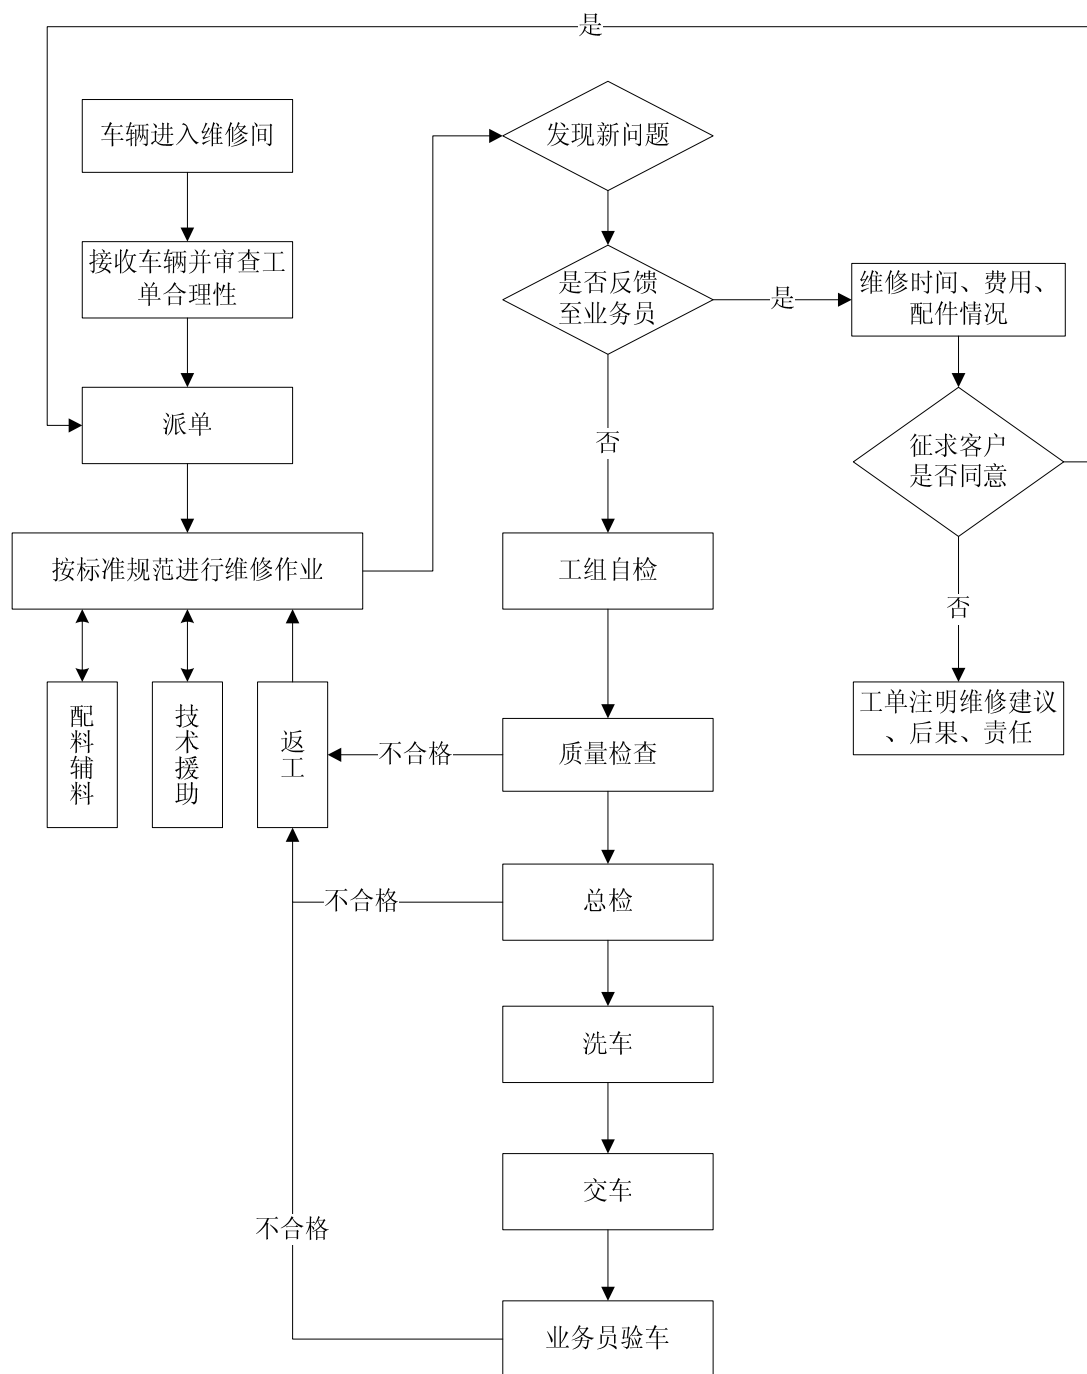 是
车辆进入维修间
发现新问题
接收车辆并审查工
单合理性
是否反馈
至业务员
是
维修时间、费用、
配件情况
派单
否
征求客户
是否同意
按标准规范进行维修作业
工组自检
否
配料辅料
技术援助
返工
不合格
质量检查
工单注明维修建议
、后果、责任
不合格
总检
洗车
交车
不合格
业务员验车